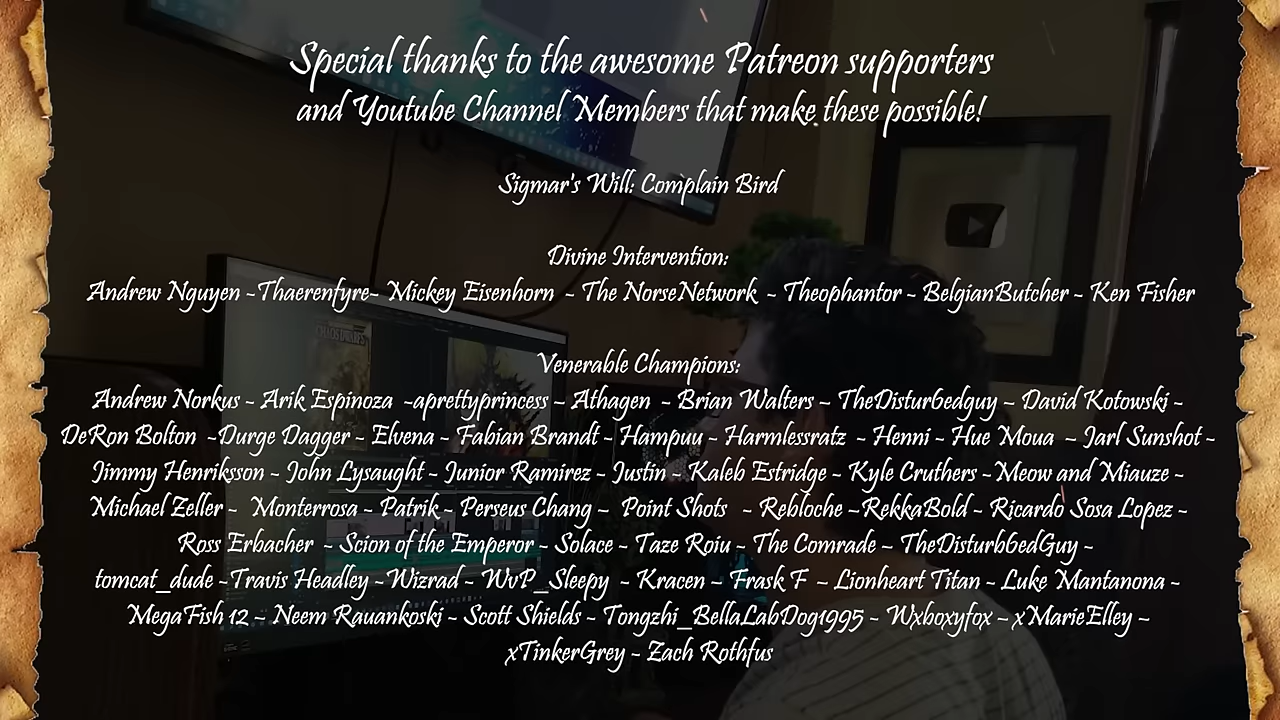 Special thanks to the awesome Patreon supporters
and Youtube Channel Members that make these possible!
Sigmar's Will: Complain Bird
Divine Intervention:
Andrew Nguyen ~Thaerenfyre~ Mickey Eisenhorn ~ The NorseNetwork ~ Theophantor ~ BelgianButcher ~ Ken Fisher
Venerable Champions:
Andrew Norkus ~ Arik Espinoza ~aprettyprincess ~ Athagen ~ Brian Walters ~ TheDistur6edguy ~ David Kotowski ~
DeRon Bolton ~Durge Dagger ~ Elvena ~ Fabian Brandt ~ Hampuu ~ Harmlessratz ~ Henni ~ Hue Moua ~ Jarl Sunshot ~
Jimmy Henriksson ~ John Lysaught ~ Junior Ramirez ~ Justin ~ Kaleb Estridge ~ Kyle Cruthers ~Meow and Miauze ~
Michael Zeller ~ Monterrosa ~ Patrik ~ Perseus Chang ~ Point Shots ~ Rebloche ~RekkaBold ~ Ricardo Sosa Lopez ~
Ross Erbacher ~ Scion of the Emperor ~ Solace ~ Taze Roiu ~ The Comrade ~ TheDisturb6edGuy ~
tomcat_dude ~Travis Headley ~Wizrad ~ WvP_Sleepy ~ Kracen ~ Frask F ~ Lionheart Titan ~ Luke Mantanona ~
MegaFish 12 ~ Neem Rauankoski ~ Scott Shields ~ Tongzhi_BellaLabDog1995 ~ Wxboxyfox ~ xMarieElley ~
xTinkerGrey ~ Zach Rothfus
CHAOS DWARFS